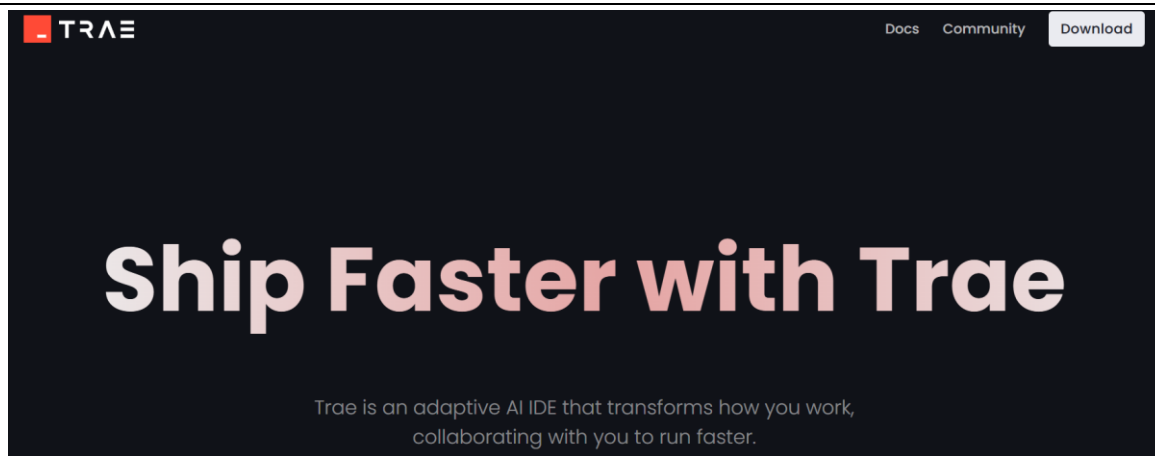 TRAE
Docs Community Download
Ship Faster with Trae
Trae is an adaptive AI IDE that transforms how you work,
collaborating with you to run faster.